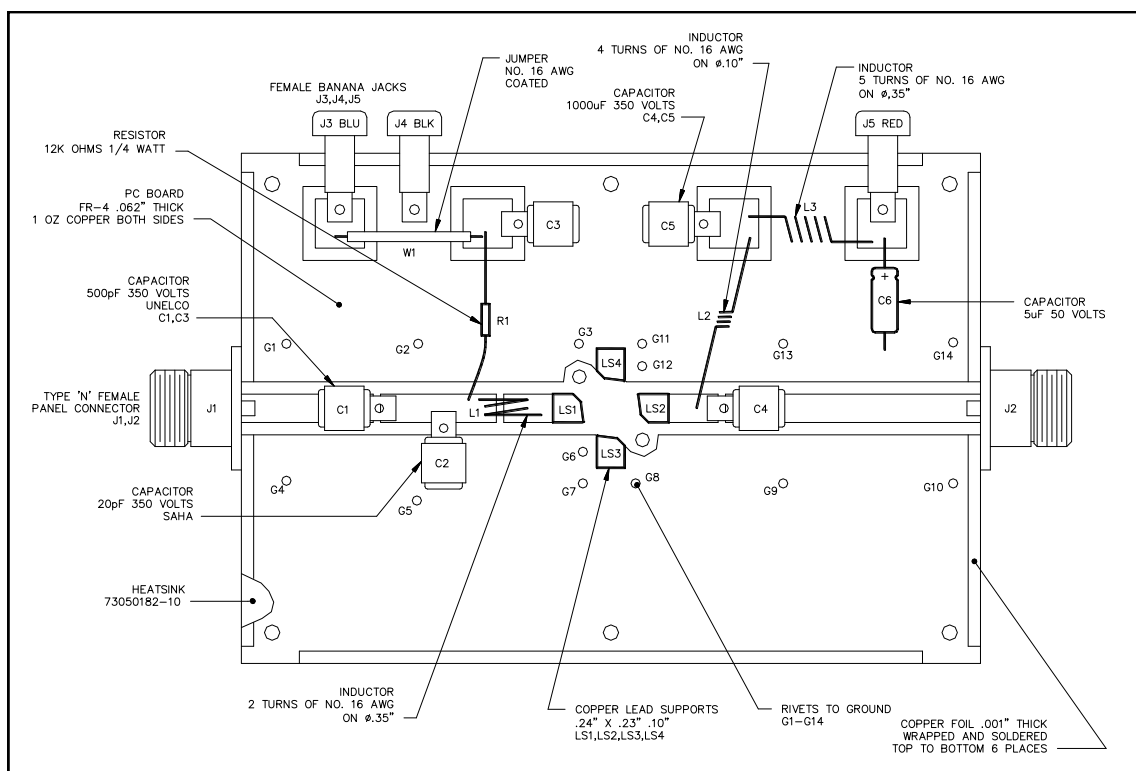 INDUCTOR
4 TURNS OF NO. 16 AWG
ON ø.10"
JUMPER
NO. 16 AWG
COATED
INDUCTOR
5 TURNS OF NO. 16 AWG
ON ø,35"
FEMALE BANANA JACKS
J3,J4,J5
CAPACITOR
1000uF 350 VOLTS
C4,C5
J3 BLU
J4 BLK
J5 RED
RESISTOR
12K OHMS 1/4 WATT
PC BOARD
FR-4 .062" THICK
1 OZ COPPER BOTH SIDES
C3
C5
L3
W1
CAPACITOR
500pF 350 VOLTS
UNELCO
C1,C3
+
C6
R1
L2
CAPACITOR
5uF 50 VOLTS
G1
G2
G3
G11
G13
G14
LS4
G12
TYPE 'N' FEMALE
PANEL CONNECTOR
J1,J2
J1
C1
L1
LS1
LS2
C4
J2
C2
G6
LS3
G4
G5
G7
G8
G9
G10
CAPACITOR
20pF 350 VOLTS
SAHA
HEATSINK
73050182-10
INDUCTOR
2 TURNS OF NO. 16 AWG
ON ø.35"
COPPER LEAD SUPPORTS
.24" X .23" .10"
LS1,LS2,LS3,LS4
RIVETS TO GROUND
G1-G14
COPPER FOIL .001" THICK
WRAPPED AND SOLDERED
TOP TO BOTTOM 6 PLACES